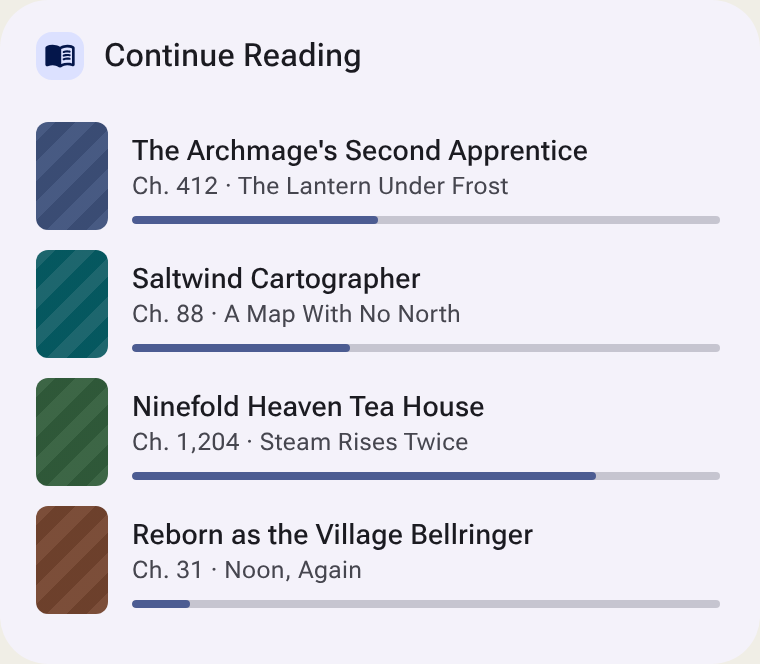 Continue Reading
The Archmage's Second Apprentice
Ch. 412 · The Lantern Under Frost
Saltwind Cartographer
Ch. 88 · A Map With No North
Ninefold Heaven Tea House
Ch. 1,204 · Steam Rises Twice
Reborn as the Village Bellringer
Ch. 31 · Noon, Again